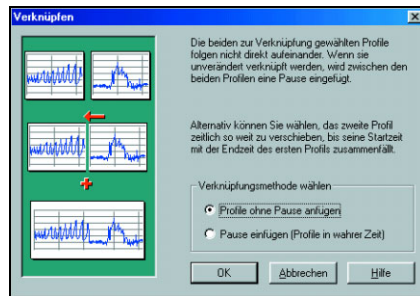 Verknüpfen
Die beiden zur Verknüpfung gewählten Profile
folgen nicht direkt aufeinander. Wenn sie
unverändert verknüpft werden, wird zwischen den
beiden Profilen eine Pause eingefügt.
Alternativ können Sie wählen, das zweite Profil
zeitlich so weit zu verschieben, bis seine Startzeit
mit der Endzeit des ersten Profils zusammenfällt.
Verknüpfungsmethode wählen
Profile ohne Pause anfügen
Pause einfügen (Profile in wahrer Zeit)
OK
Abbrechen
Hilfe